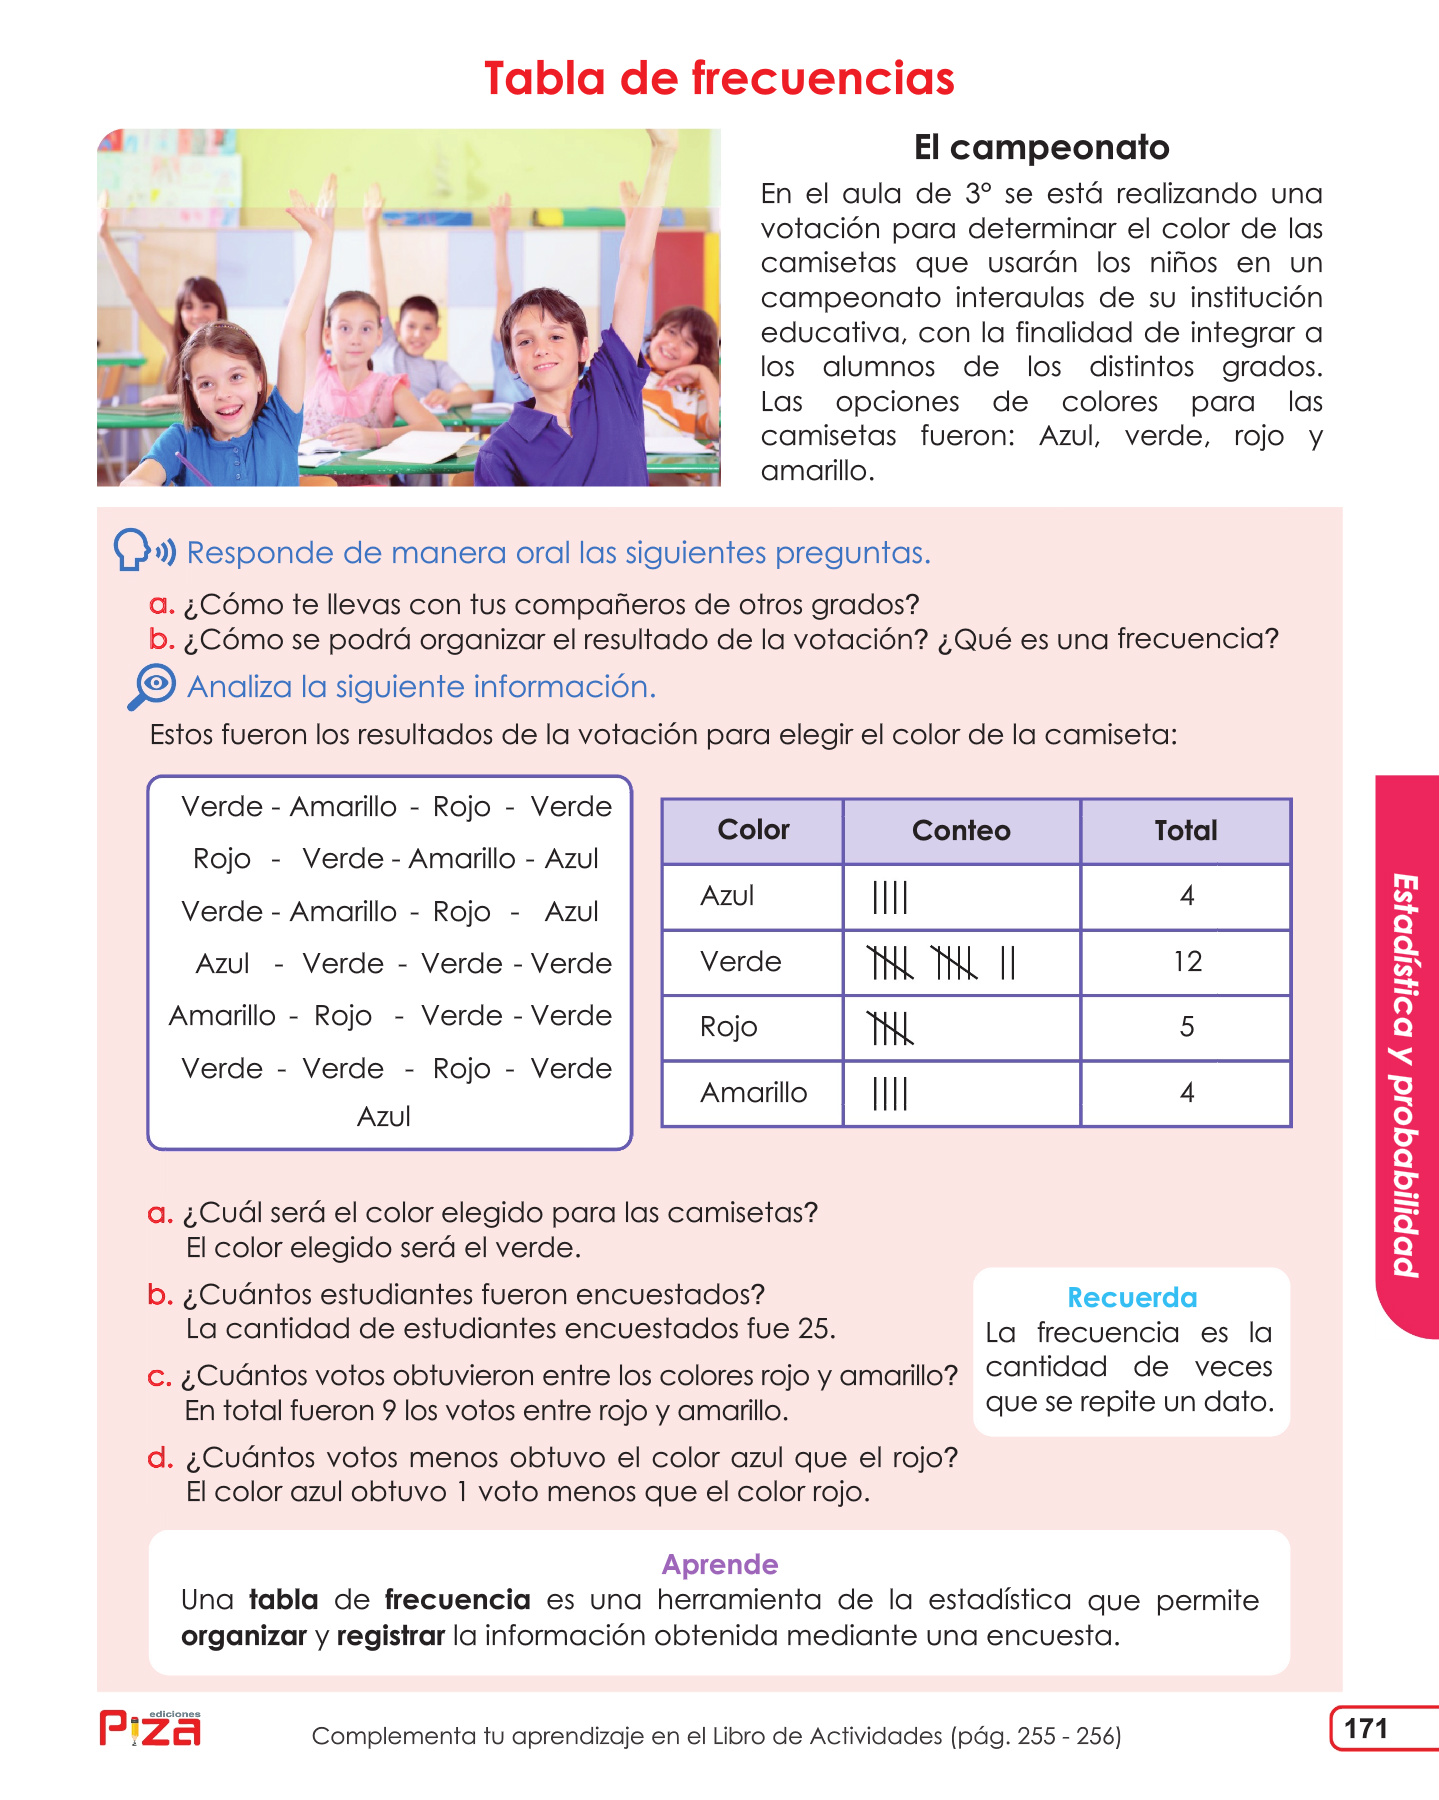 Tabla de frecuencias
El campeonato
En el aula de 3° se está realizando una
votación para determinar el color de las
camisetas que usarán los niños en un
campeonato interaulas de su institución
educativa, con la finalidad de integrar a
los alumnos de los distintos grados.
Las opciones de colores para las
camisetas fueron: Azul, verde, rojo y
amarillo.
Responde de manera oral las siguientes preguntas.
a. ¿Cómo te llevas con tus compañeros de otros grados?
b. ¿Cómo se podrá organizar el resultado de la votación? ¿Qué es una frecuencia?
Analiza la siguiente información.
Estos fueron los resultados de la votación para elegir el color de la camiseta:
Verde - Amarillo - Rojo - Verde
Rojo - Verde - Amarillo - Azul
Verde - Amarillo - Rojo - Azul
Azul - Verde - Verde - Verde
Amarillo - Rojo - Verde - Verde
Verde - Verde - Rojo - Verde
Azul
Color Conteo Total
Azul 4
Verde 12
Rojo 5
Amarillo 4
a. ¿Cuál será el color elegido para las camisetas?
El color elegido será el verde.
b. ¿Cuántos estudiantes fueron encuestados?
La cantidad de estudiantes encuestados fue 25.
c. ¿Cuántos votos obtuvieron entre los colores rojo y amarillo?
En total fueron 9 los votos entre rojo y amarillo.
d. ¿Cuántos votos menos obtuvo el color azul que el rojo?
El color azul obtuvo 1 voto menos que el color rojo.
Recuerda
La frecuencia es la
cantidad de veces
que se repite un dato.
Aprende
Una tabla de frecuencia es una herramienta de la estadística que permite
organizar y registrar la información obtenida mediante una encuesta.
Estadística y probabilidad
ediciones
Piza
Complementa tu aprendizaje en el Libro de Actividades (pág. 255 - 256)
171